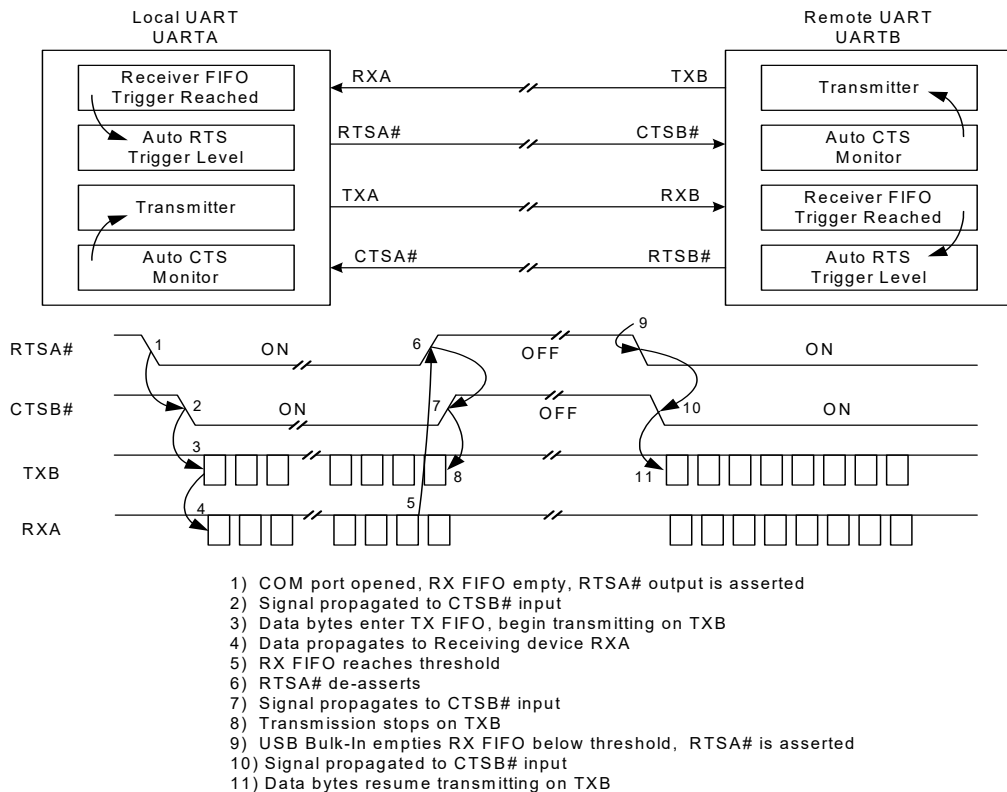 Local UART
UARTA
Remote UART
UARTB
Receiver FIFO
Trigger Reached
Auto RTS
Trigger Level
Transmitter
Auto CTS
Monitor
RXA
TXB
RTSA#
CTSB#
TXA
RXB
CTSA#
RTSB#
Transmitter
Auto CTS
Monitor
Receiver FIFO
Trigger Reached
Auto RTS
Trigger Level
RTSA#
1
ON
6
OFF
9
ON
CTSB#
2
ON
7
OFF
10
ON
TXB
3
8
11
RXA
4
5
1) COM port opened, RX FIFO empty, RTSA# output is asserted
2) Signal propagated to CTSB# input
3) Data bytes enter TX FIFO, begin transmitting on TXB
4) Data propagates to Receiving device RXA
5) RX FIFO reaches threshold
6) RTSA# de-asserts
7) Signal propagates to CTSB# input
8) Transmission stops on TXB
9) USB Bulk-In empties RX FIFO below threshold, RTSA# is asserted
10) Signal propagated to CTSB# input
11) Data bytes resume transmitting on TXB